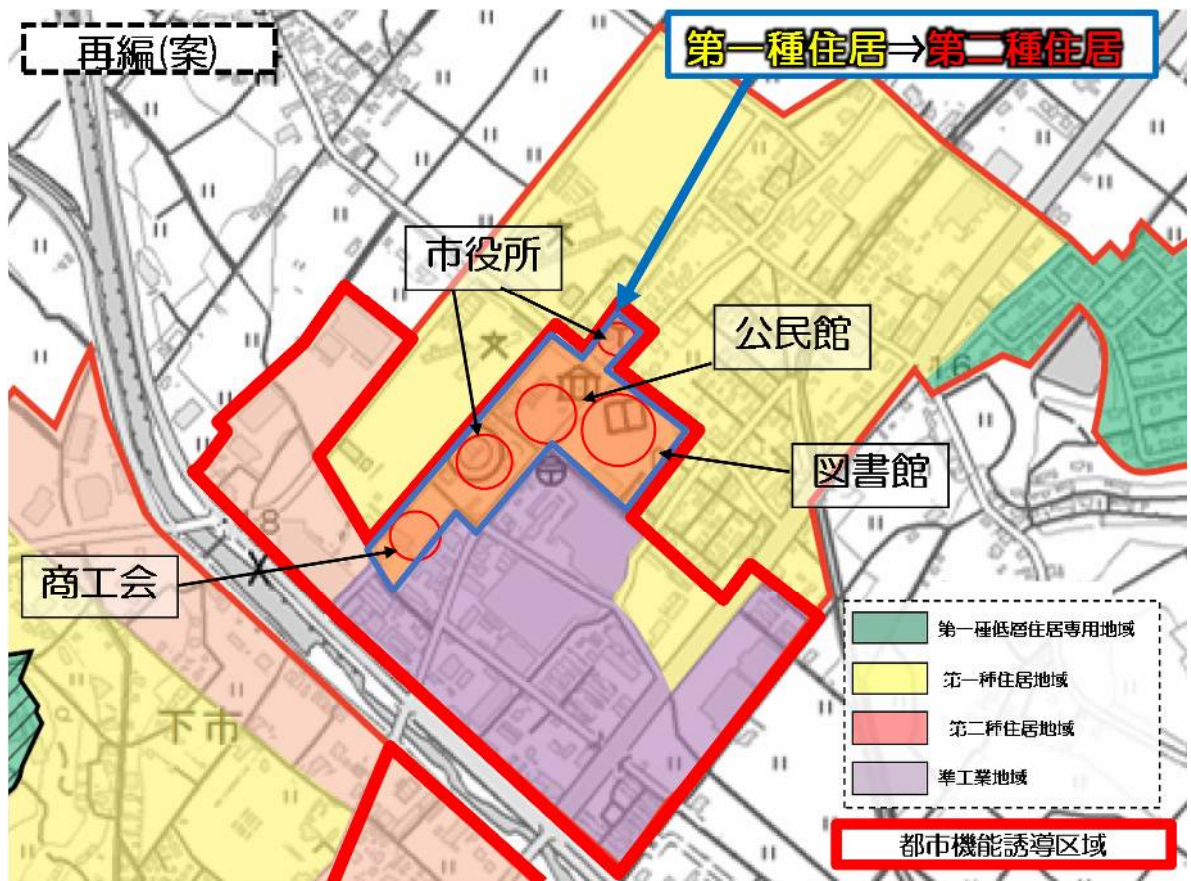 再編(案)
第一種住居⇒第二種住居
市役所
公民館
16
図書館
18
商工会
下市
第一種低層住居専用地域
第一種住居地域
第二種住居地域
準工業地域
都市機能誘導区域